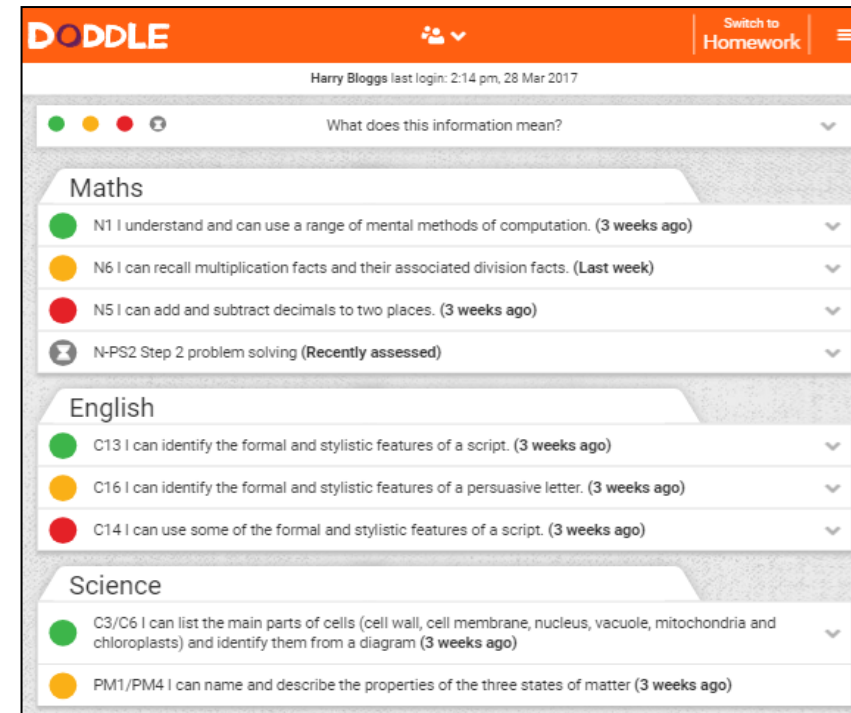 DODDLE
Switch to
Homework
Harry Bloggs last login: 2:14 pm, 28 Mar 2017
What does this information mean?
Maths
N1 I understand and can use a range of mental methods of computation. (3 weeks ago)
N6 I can recall multiplication facts and their associated division facts. (Last week)
N5 I can add and subtract decimals to two places. (3 weeks ago)
N-PS2 Step 2 problem solving (Recently assessed)
English
C13 I can identify the formal and stylistic features of a script. (3 weeks ago)
C16 I can identify the formal and stylistic features of a persuasive letter. (3 weeks ago)
C14 I can use some of the formal and stylistic features of a script. (3 weeks ago)
Science
C3/C6 I can list the main parts of cells (cell wall, cell membrane, nucleus, vacuole, mitochondria and
chloroplasts) and identify them from a diagram (3 weeks ago)
PM1/PM4 I can name and describe the properties of the three states of matter (3 weeks ago)